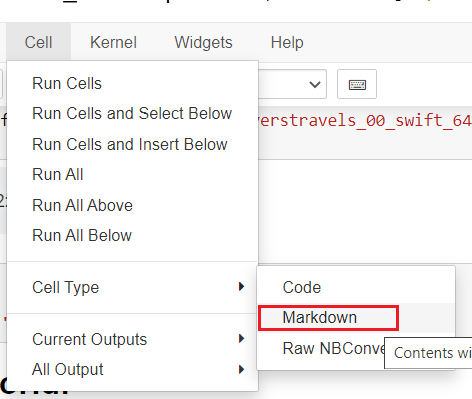 Cell Kernel Widgets Help
Run Cells
Run Cells and Select Below
verstravels_00_swift_64
Run Cells and Insert Below
Run All
Run All Above
Run All Below
Cell Type
Code
Markdown
Current Outputs
Raw NBConve
Contents wi
All Output